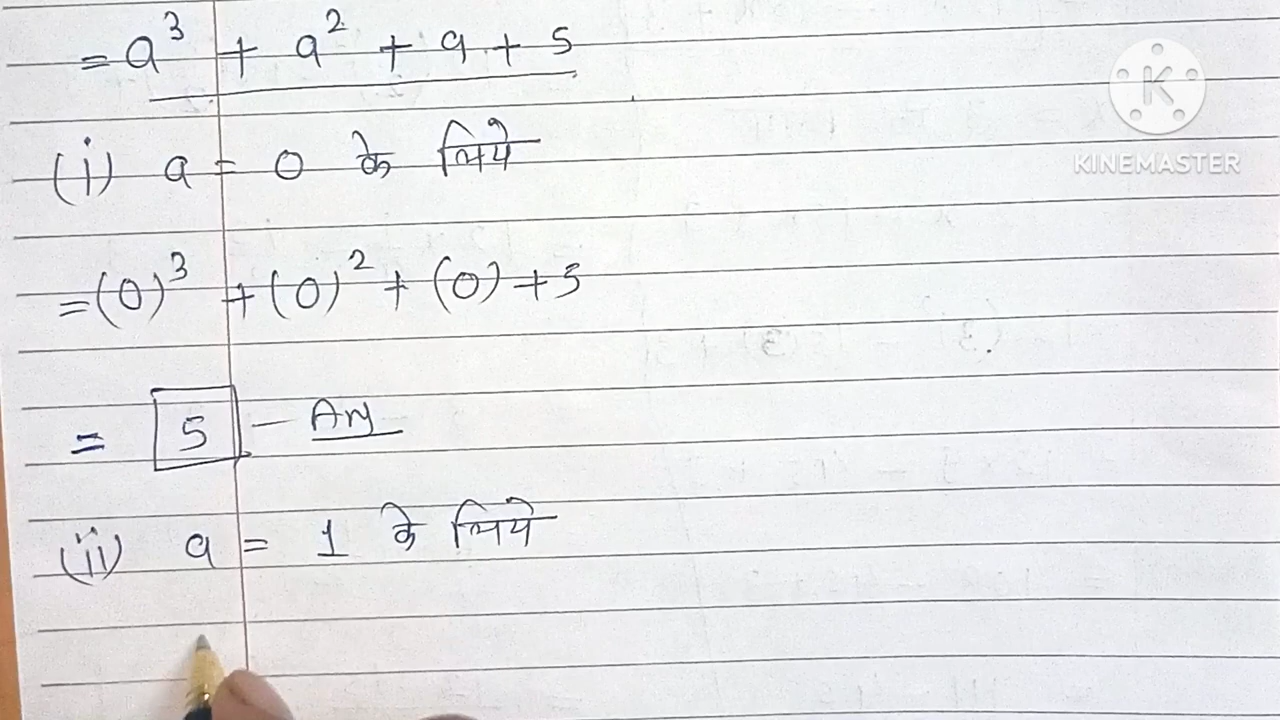 = a³ + a² + a + 5
(i) a = 0 के लिये
= (0)³ + (0)² + (0) + 5
= 5 – Ans
(ii) a = 1 के लिये
K
KINEMASTER